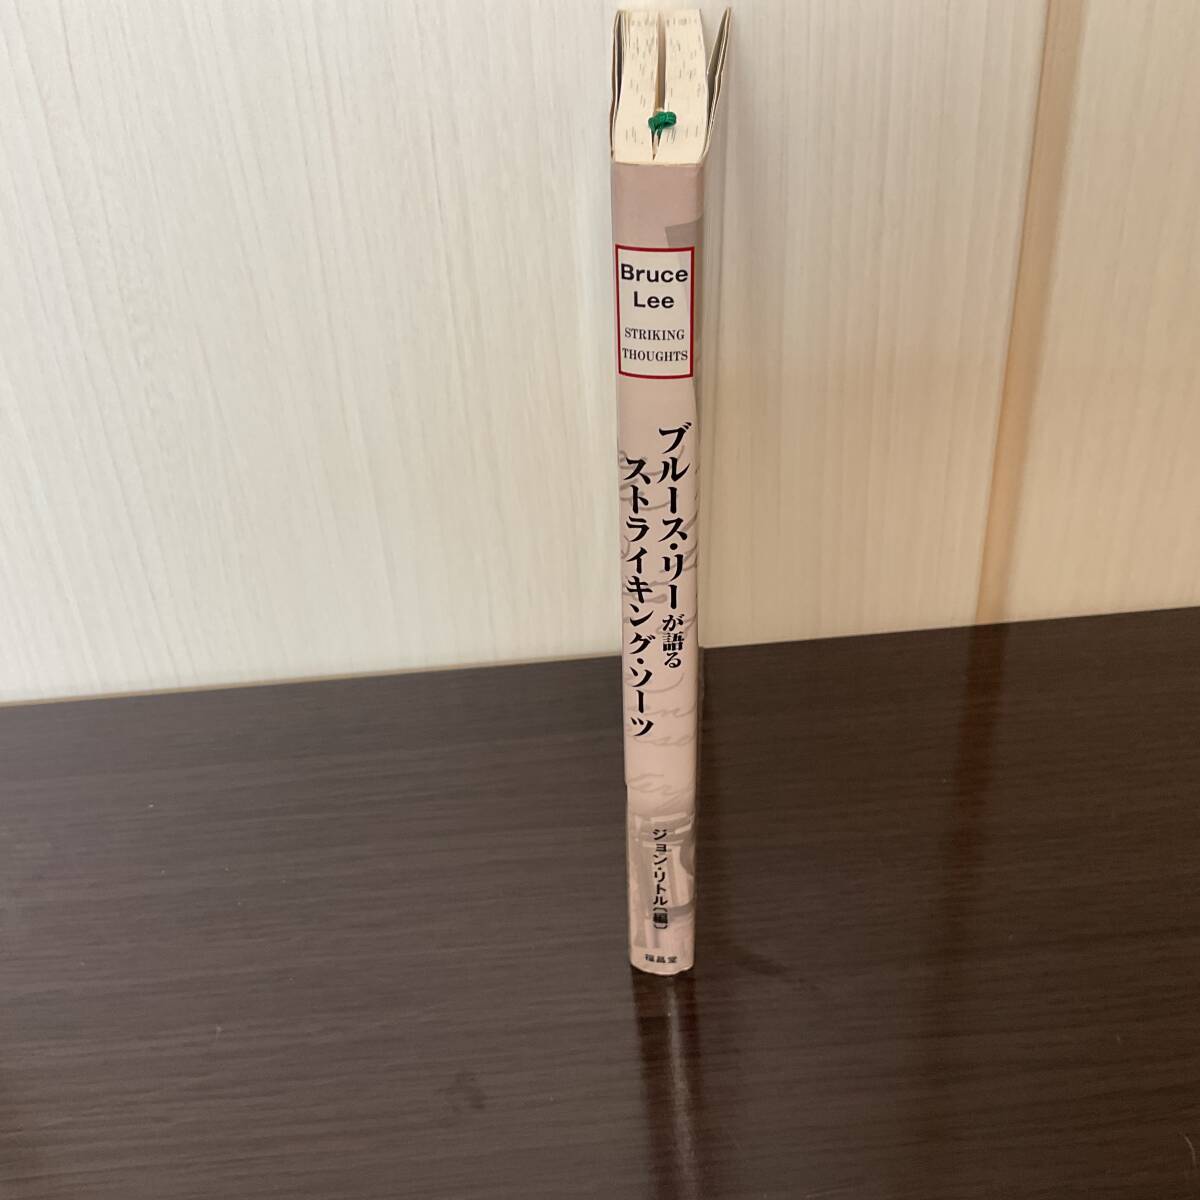 Bruce
Lee
STRIKING
THOUGHTS
ブルース・リーが語る
ストライキング・ソーツ
ジョン・リトル〔編〕
福昌堂